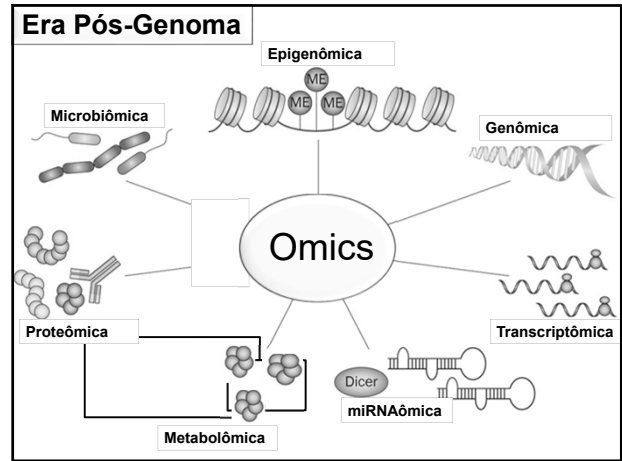 Era Pós-Genoma
Epigenômica
ME
ME
ME
Microbiômica
Genômica
Omics
Proteômica
Transcriptômica
Dicer
miRNAômica
Metabolômica